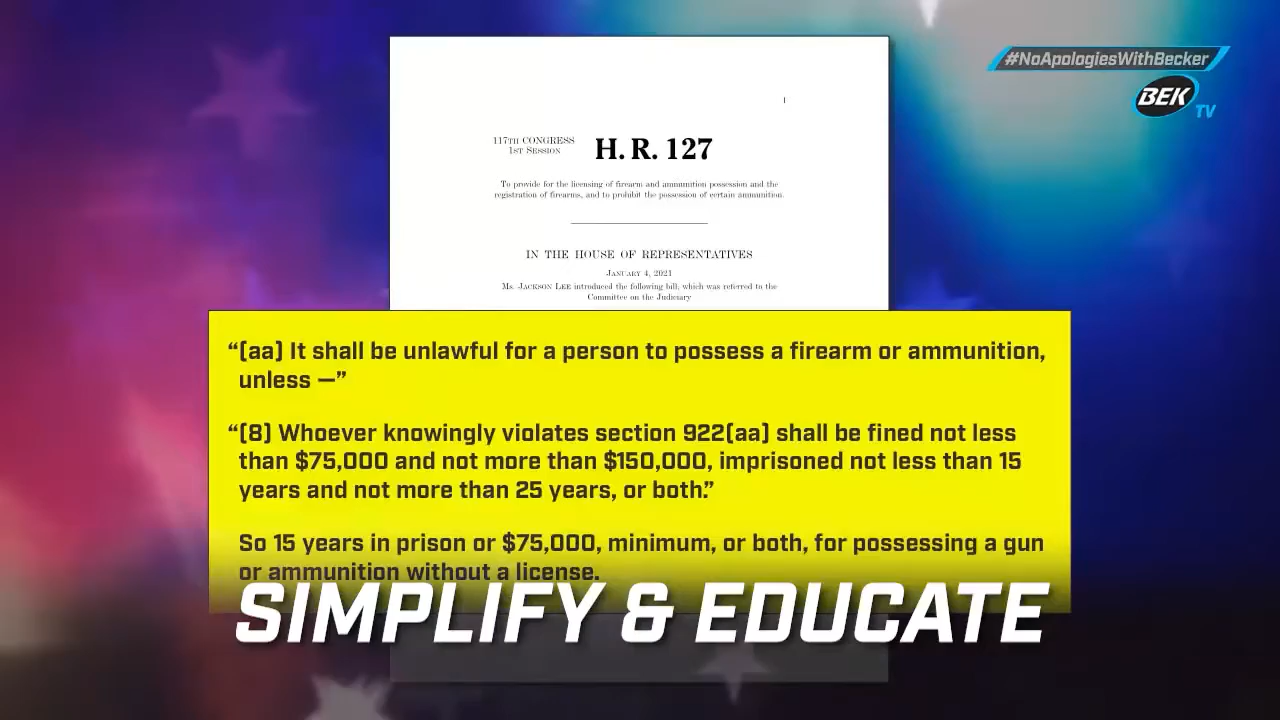 #NoApologiesWithBecker
BEK
TV
I
117TH CONGRESS
1ST SESSION
H. R. 127
To provide for the licensing of firearm and ammunition possession and the
registration of firearms, and to prohibit the possession of certain ammunition.
IN THE HOUSE OF REPRESENTATIVES
JANUARY 4, 2021
Ms. JACKSON LEE introduced the following bill; which was referred to the
Committee on the Judiciary
“(aa) It shall be unlawful for a person to possess a firearm or ammunition,
unless —”
“(8) Whoever knowingly violates section 922(aa) shall be fined not less
than $75,000 and not more than $150,000, imprisoned not less than 15
years and not more than 25 years, or both.”
So 15 years in prison or $75,000, minimum, or both, for possessing a gun
or ammunition without a license.
SIMPLIFY & EDUCATE